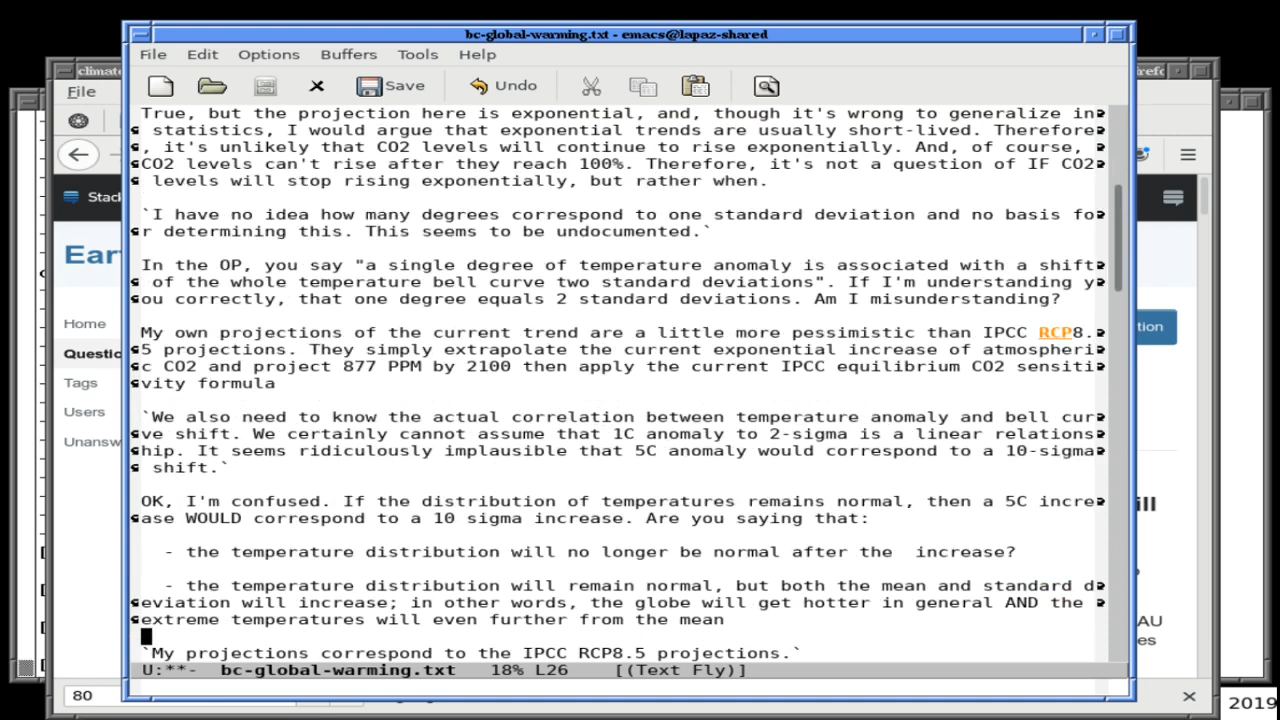 bc-global-warming.txt - emacs@lapaz-shared
File Edit Options Buffers Tools Help
Save Undo
climate
File
Stack
Ear
Home
Questio
Tags
Users
Unansw
80
True, but the projection here is exponential, and, though it's wrong to generalize in
statistics, I would argue that exponential trends are usually short-lived. Therefore
, it's unlikely that CO2 levels will continue to rise exponentially. And, of course,
CO2 levels can't rise after they reach 100%. Therefore, it's not a question of IF CO2
levels will stop rising exponentially, but rather when.
`I have no idea how many degrees correspond to one standard deviation and no basis fo
r determining this. This seems to be undocumented.`
In the OP, you say "a single degree of temperature anomaly is associated with a shift
of the whole temperature bell curve two standard deviations". If I'm understanding y
ou correctly, that one degree equals 2 standard deviations. Am I misunderstanding?
My own projections of the current trend are a little more pessimistic than IPCC RCP8.
5 projections. They simply extrapolate the current exponential increase of atmospheri
c CO2 and project 877 PPM by 2100 then apply the current IPCC equilibrium CO2 sensiti
vity formula
`We also need to know the actual correlation between temperature anomaly and bell cur
ve shift. We certainly cannot assume that 1C anomaly to 2-sigma is a linear relations
hip. It seems ridiculously implausible that 5C anomaly would correspond to a 10-sigma
shift.`
OK, I'm confused. If the distribution of temperatures remains normal, then a 5C incre
ase WOULD correspond to a 10 sigma increase. Are you saying that:
- the temperature distribution will no longer be normal after the  increase?
- the temperature distribution will remain normal, but both the mean and standard d
eviation will increase; in other words, the globe will get hotter in general AND the
extreme temperatures will even further from the mean
`My projections correspond to the IPCC RCP8.5 projections.`
U:**- bc-global-warming.txt 18% L26 [(Text Fly)]
irefo
tion
ill
AU
es
2019